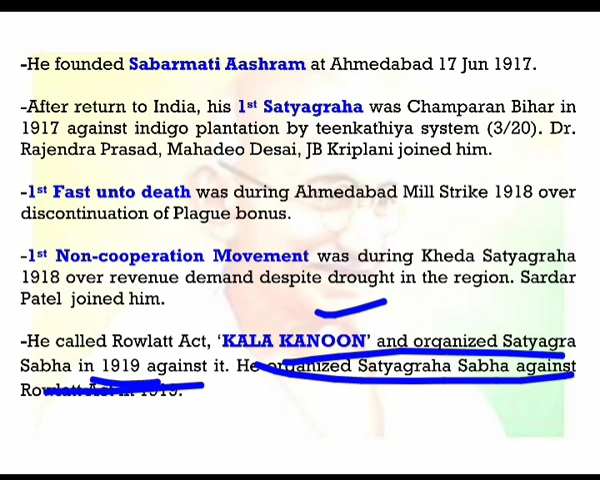 -He founded Sabarmati Aashram at Ahmedabad 17 Jun 1917.
-After return to India, his 1st Satyagraha was Champaran Bihar in
1917 against indigo plantation by teenkathiya system (3/20). Dr.
Rajendra Prasad, Mahadeo Desai, JB Kriplani joined him.
-1st Fast unto death was during Ahmedabad Mill Strike 1918 over
discontinuation of Plague bonus.
-1st Non-cooperation Movement was during Kheda Satyagraha
1918 over revenue demand despite drought in the region. Sardar
Patel joined him.
-He called Rowlatt Act, ‘KALA KANOON’ and organized Satyagra
Sabha in 1919 against it. He organized Satyagraha Sabha against
Rowlatt Act in 1919.